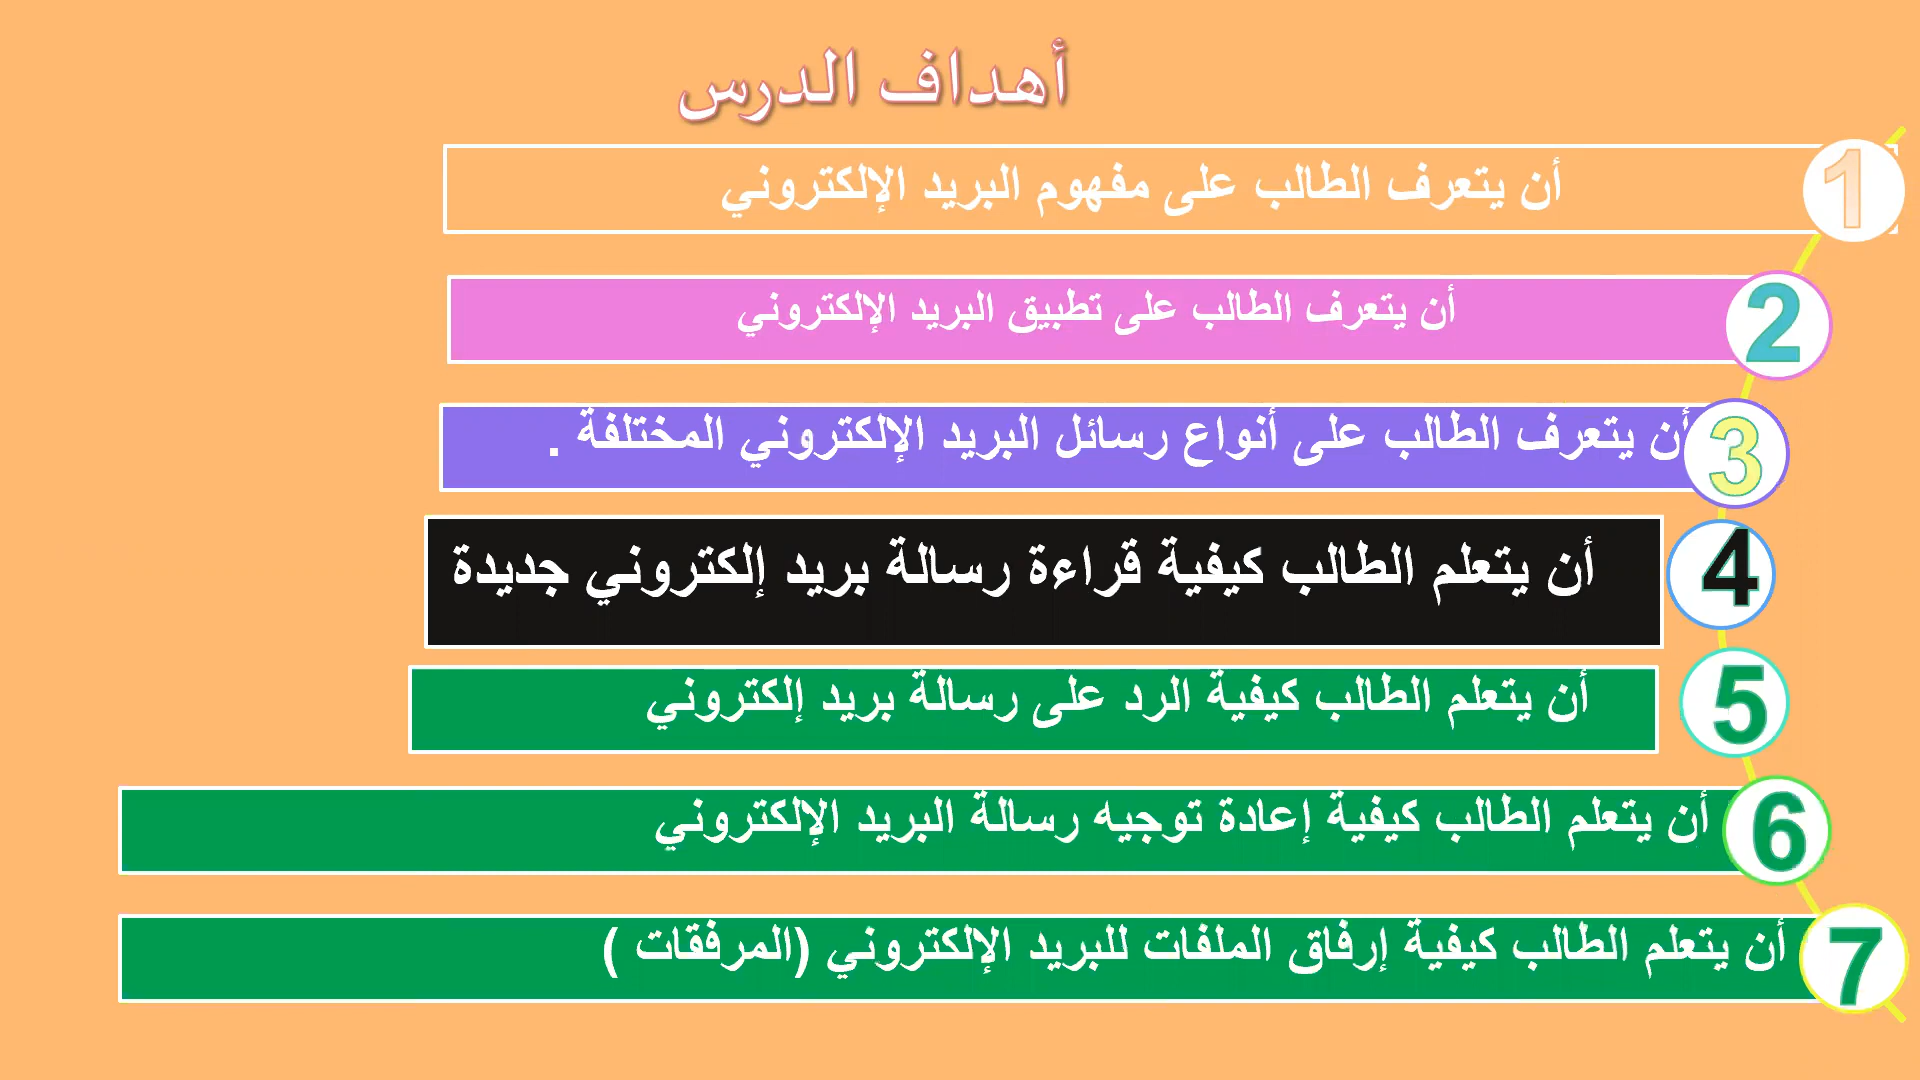 أهداف الدرس
1 أن يتعرف الطالب على مفهوم البريد الإلكتروني
2 أن يتعرف الطالب على تطبيق البريد الإلكتروني
3 أن يتعرف الطالب على أنواع رسائل البريد الإلكتروني المختلفة .
4 أن يتعلم الطالب كيفية قراءة رسالة بريد إلكتروني جديدة
5 أن يتعلم الطالب كيفية الرد على رسالة بريد إلكتروني
6 أن يتعلم الطالب كيفية إعادة توجيه رسالة البريد الإلكتروني
7 أن يتعلم الطالب كيفية إرفاق الملفات للبريد الإلكتروني (المرفقات )